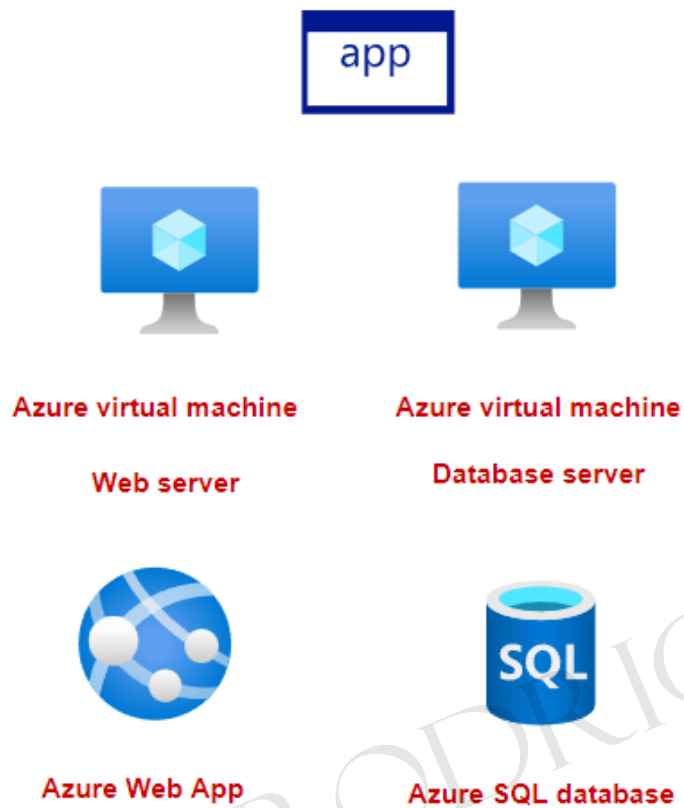 app
Azure virtual machine
Azure virtual machine
Web server
Database server
SQL
Azure Web App
Azure SQL database